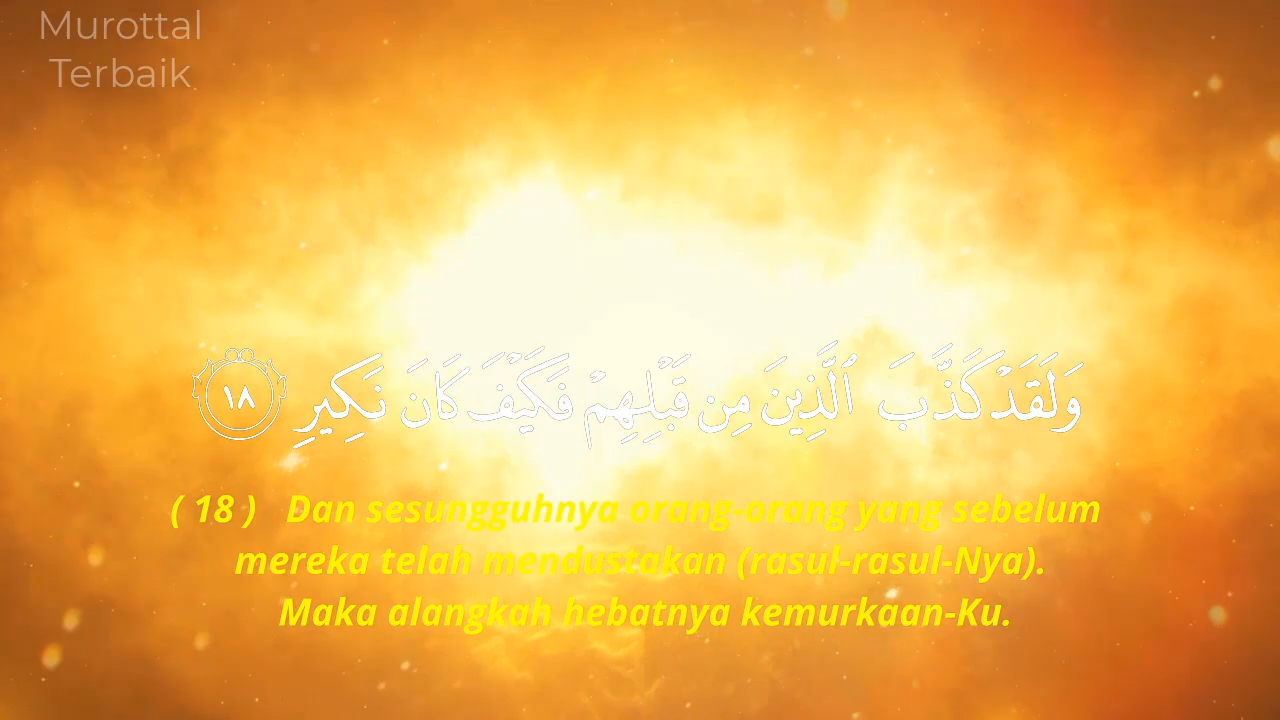 Murottal
Terbaik
وَلَقَدْ كَذَّبَ ٱلَّذِينَ مِن قَبْلِهِمْ فَكَيْفَ كَانَ نَكِيرِ ١٨
( 18 ) Dan sesungguhnya orang-orang yang sebelum
mereka telah mendustakan (rasul-rasul-Nya).
Maka alangkah hebatnya kemurkaan-Ku.